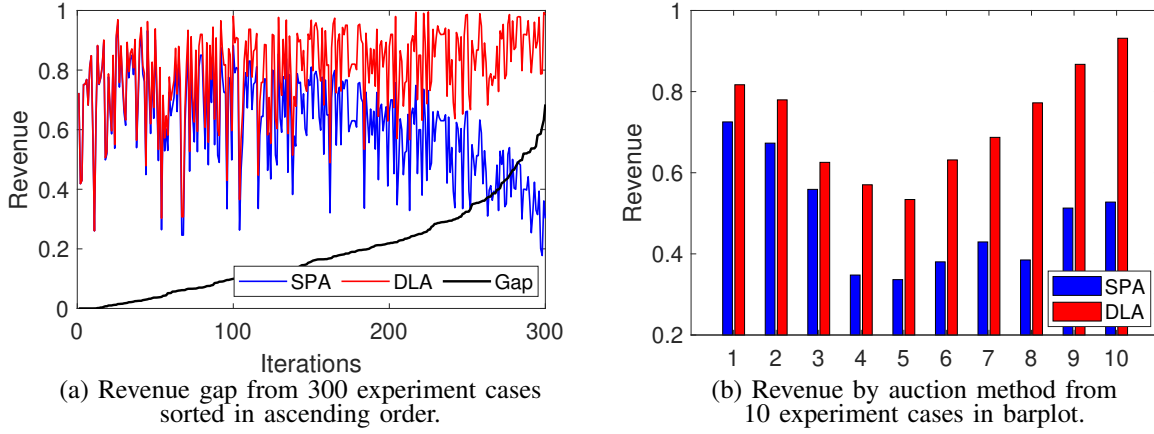 1
0.8
0.6
0.4
0.2
0
Revenue
0 100 200 300
Iterations
SPA DLA Gap
(a) Revenue gap from 300 experiment cases
sorted in ascending order.
1
0.8
0.6
0.4
0.2
Revenue
1 2 3 4 5 6 7 8 9 10
SPA
DLA
(b) Revenue by auction method from
10 experiment cases in barplot.